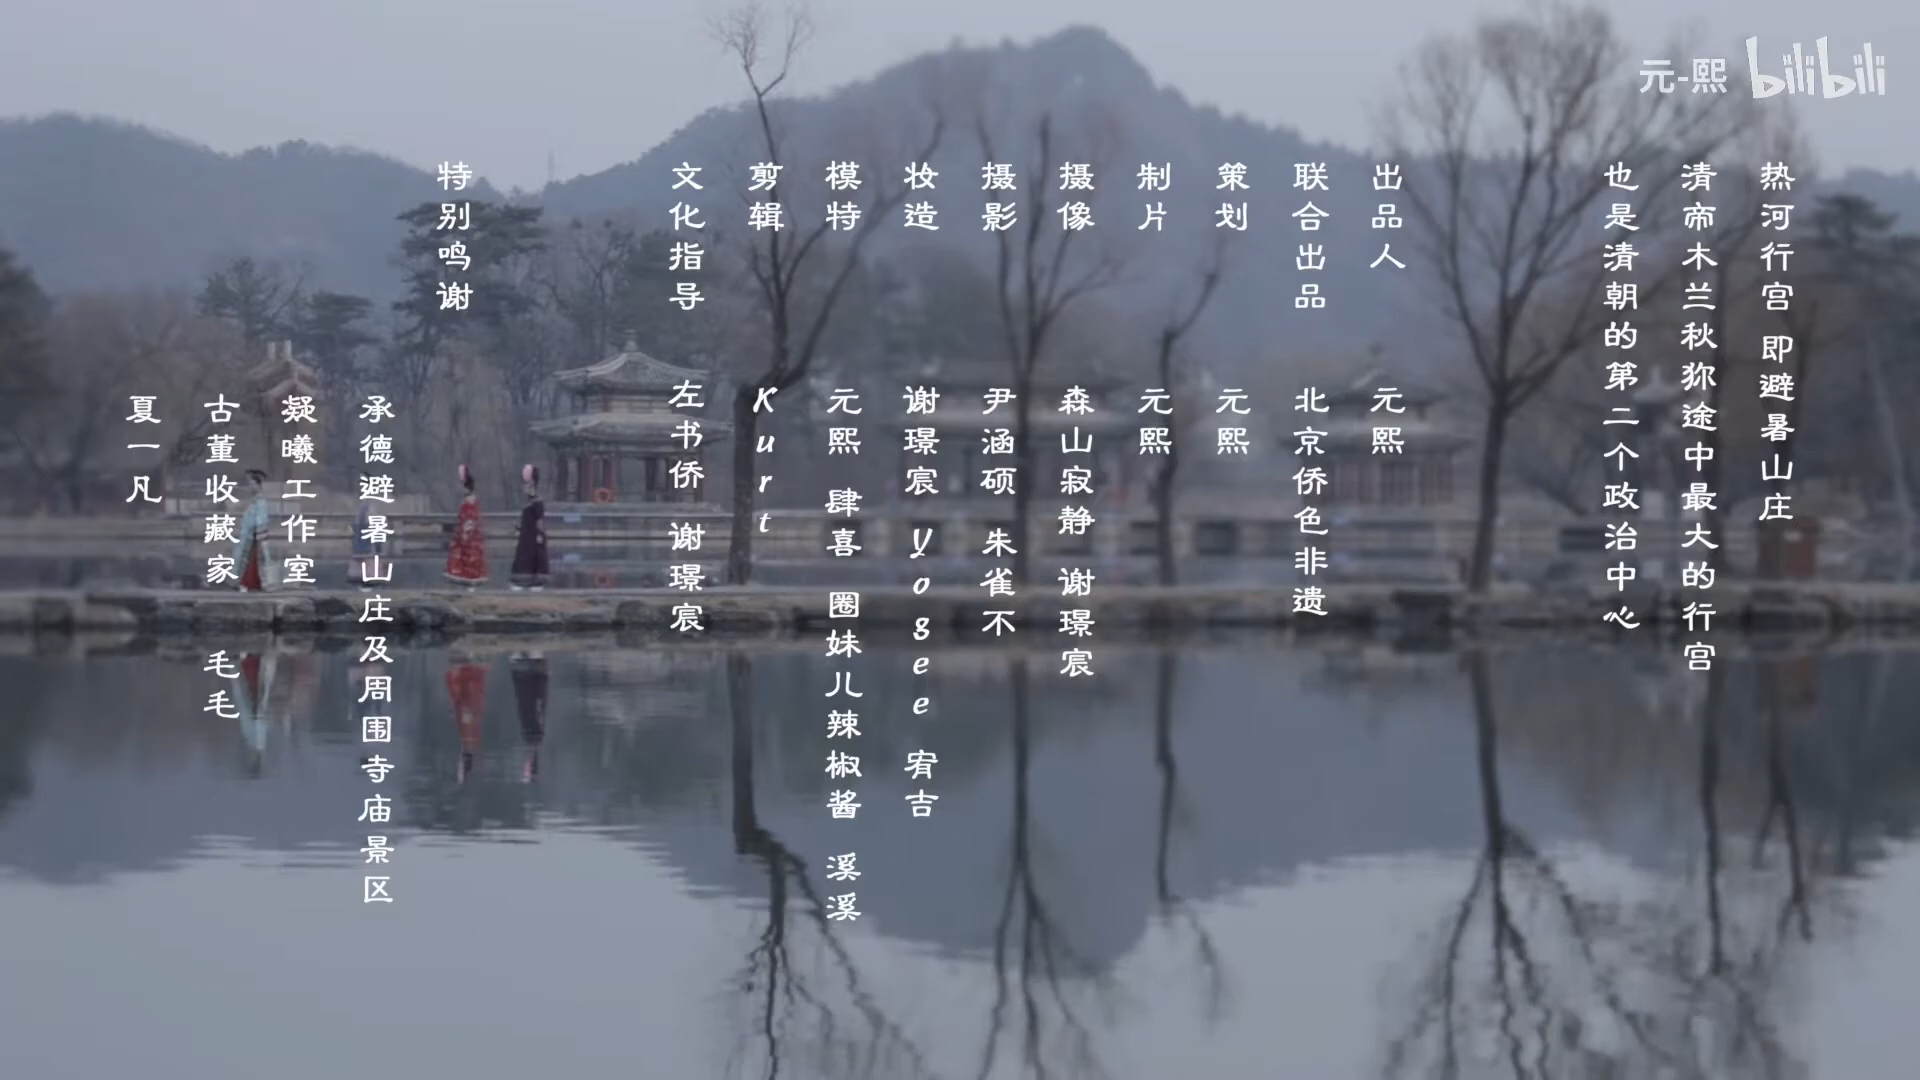 元-熙 bilibili
热河行宫 即避暑山庄
清帝木兰秋狝途中最大的行宫
也是清朝的第二个政治中心
出品人 元熙
联合出品 北京侨色非遗
策划 元熙
制片 元熙
摄像 森山寂静 谢璟宸
摄影 尹涵硕 朱雀不
妆造 谢璟宸 Yogee 宥吉
模特 元熙 肆喜 圈妹儿辣椒酱 溪溪
剪辑 Kurt
文化指导 左书侨 谢璟宸
特别鸣谢
承德避暑山庄及周围寺庙景区
凝曦工作室
古董收藏家 毛毛
夏一凡